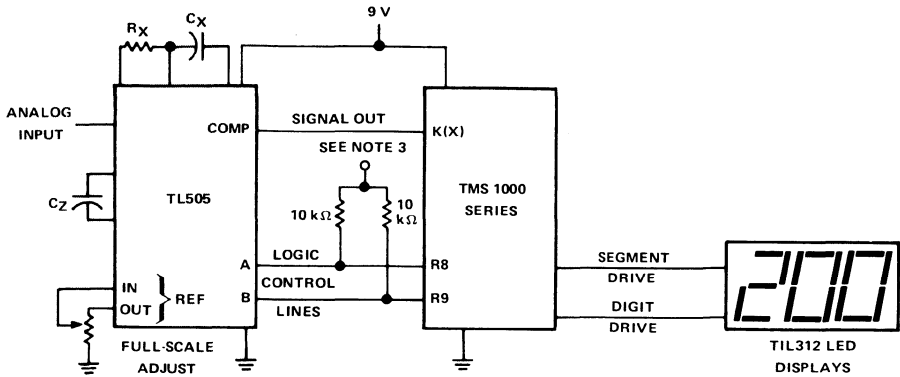 RX
CX
9 V
ANALOG
INPUT
COMP
SIGNAL OUT
K(X)
SEE NOTE 3
TL505
TMS 1000
SERIES
CZ
10 kΩ
10
kΩ
A
LOGIC
R8
CONTROL
B
LINES
R9
IN
OUT
REF
SEGMENT
DRIVE
DIGIT
DRIVE
200
FULL-SCALE
ADJUST
TIL312 LED
DISPLAYS